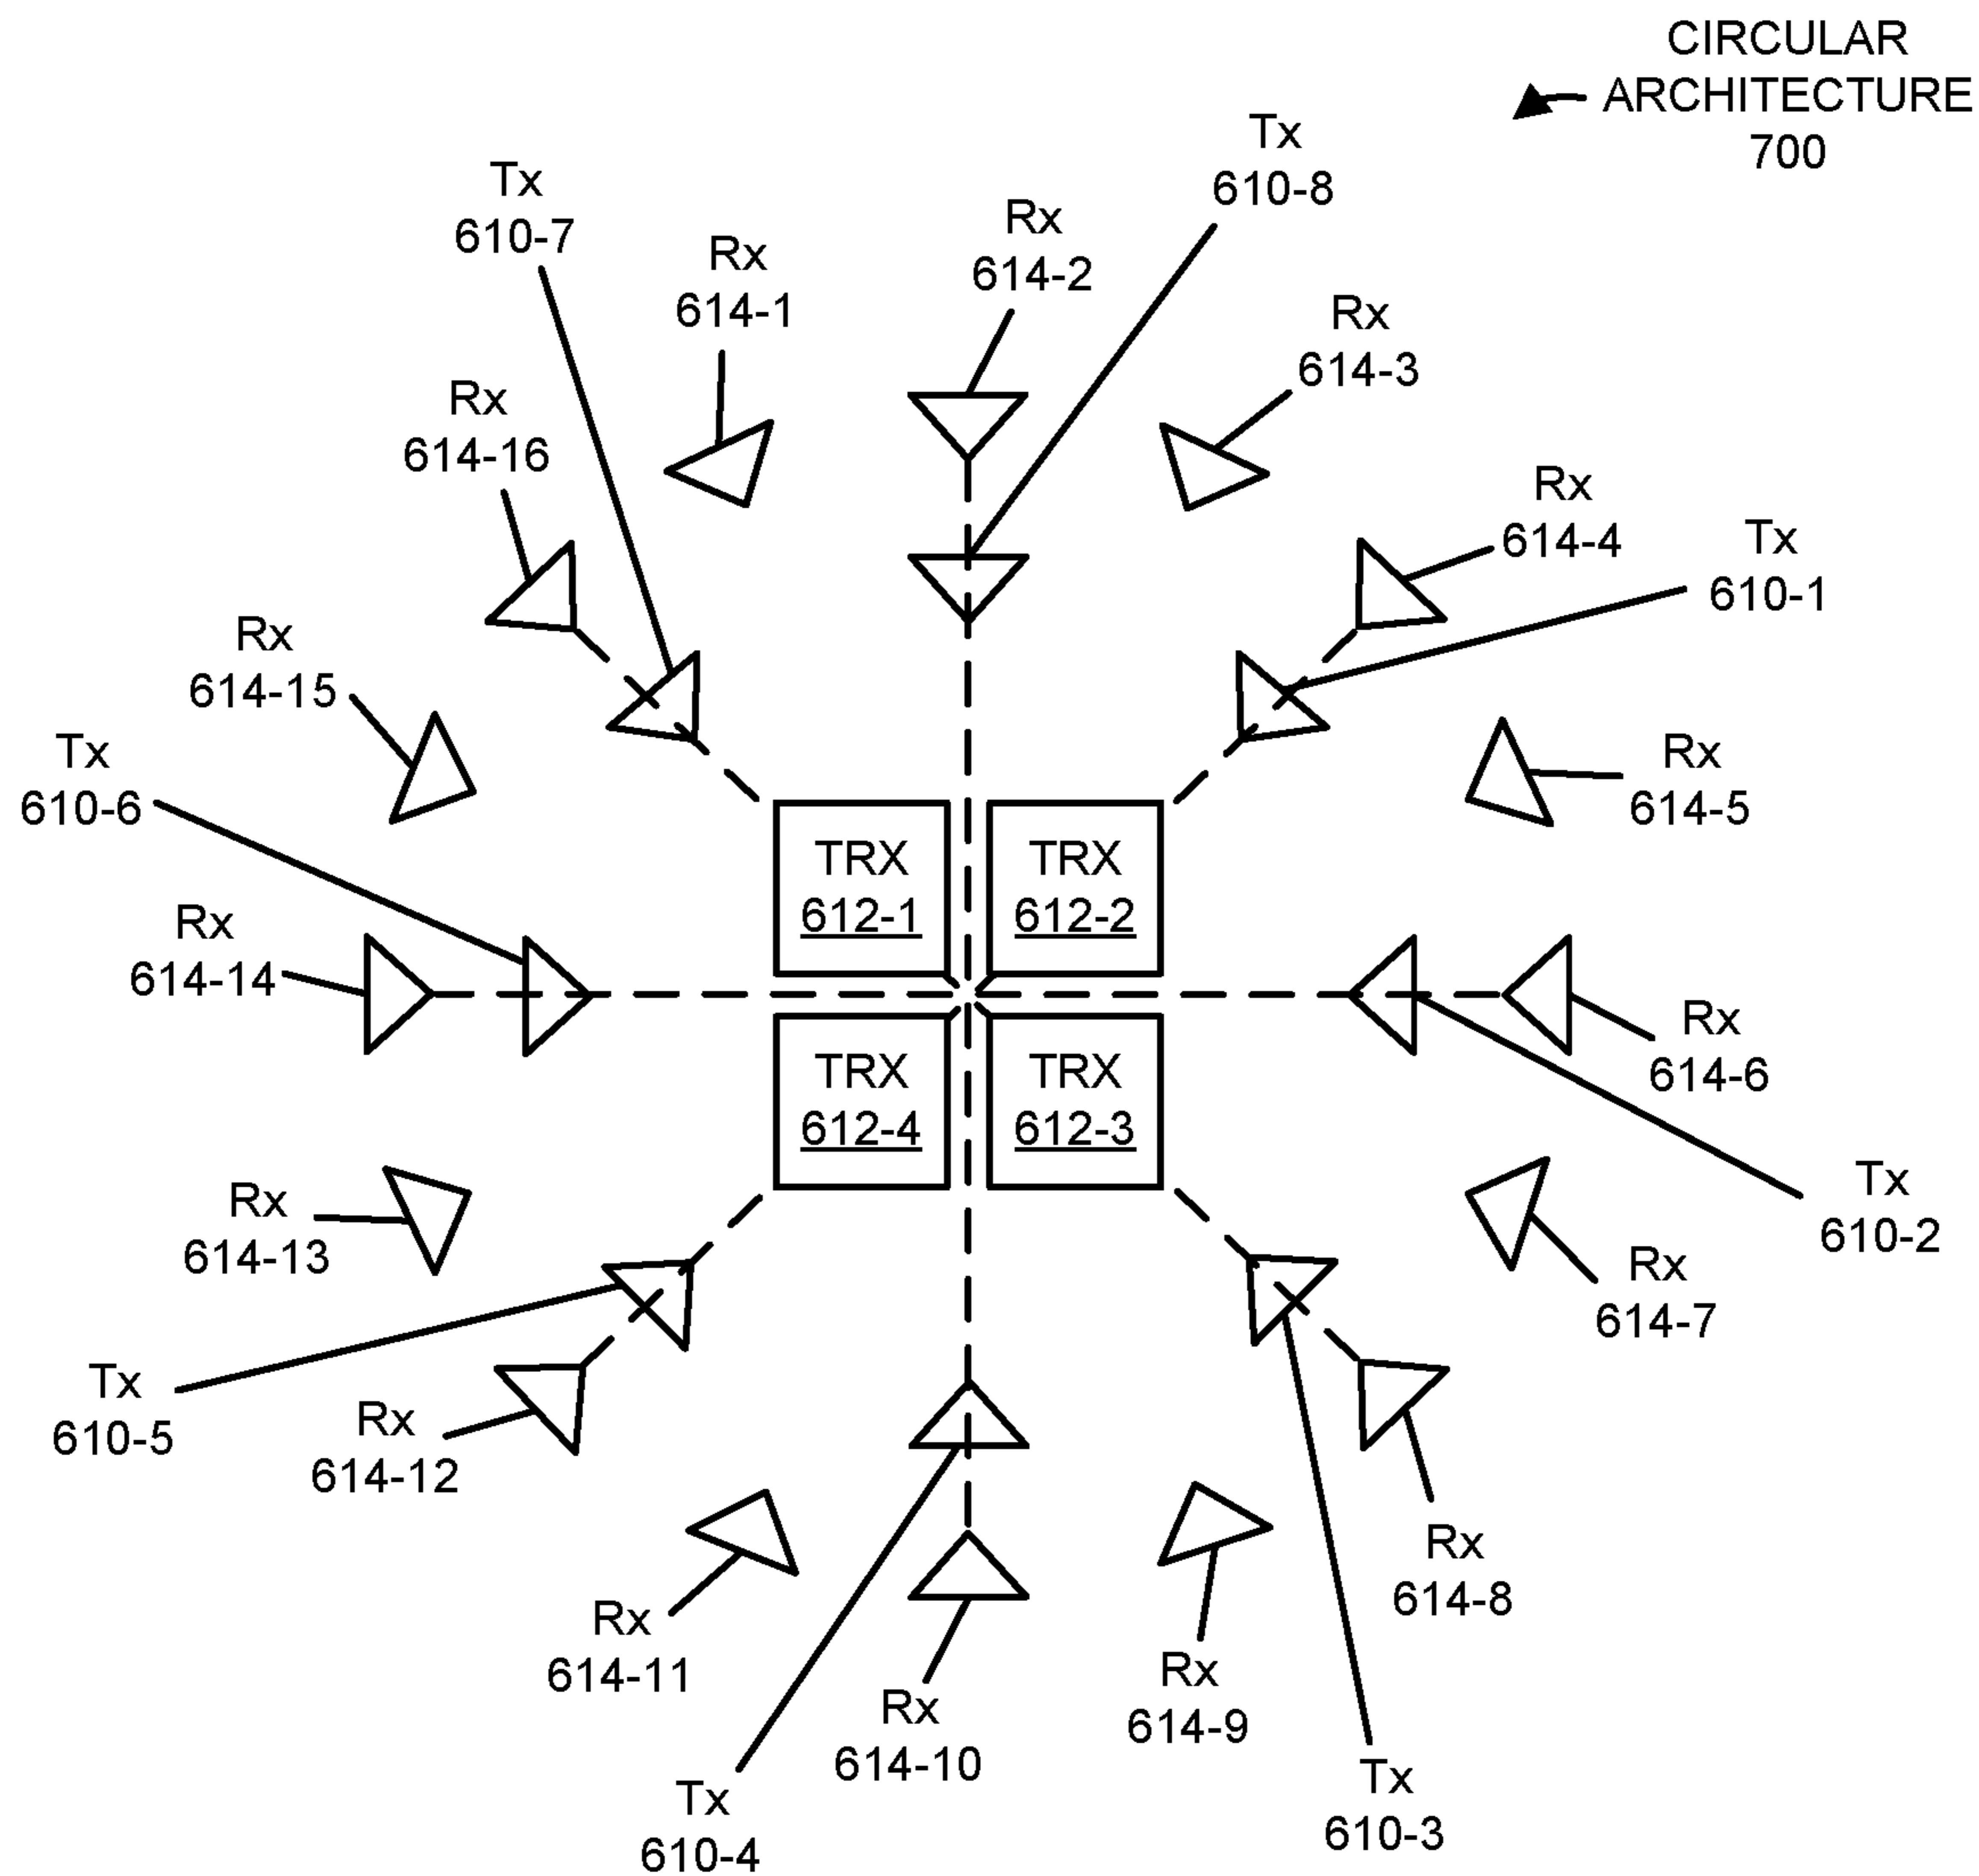 CIRCULAR
ARCHITECTURE
700
Tx
610-8
Tx
610-7
Rx
614-2
Rx
614-1
Rx
614-3
Rx
614-16
Rx
614-4
Tx
610-1
Rx
614-15
Tx
610-6
Rx
614-5
TRX
612-1
TRX
612-2
Rx
614-14
Rx
614-6
TRX
612-4
TRX
612-3
Tx
610-2
Rx
614-13
Rx
614-7
Tx
610-5
Rx
614-12
Rx
614-8
Rx
614-11
Rx
614-9
Rx
614-10
Tx
610-3
Tx
610-4